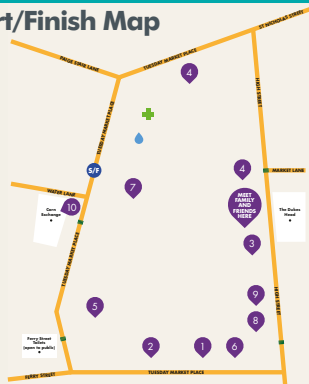 rt/Finish Map
ST NICHOLAS STREET
PAGE STAIR LANE
TUESDAY MARKET PLACE
4
HIGH STREET
TUESDAY MARKET PLACE
S/F
4
MARKET LANE
7
WATER LANE
10
Corn
Exchange
MEET
FAMILY
AND
FRIENDS
HERE
The Dukes
Head
3
TUESDAY MARKET PLACE
9
HIGH STREET
5
8
Ferry Street
Toilets
(open to public)
2
1
6
FERRY STREET
TUESDAY MARKET PLACE